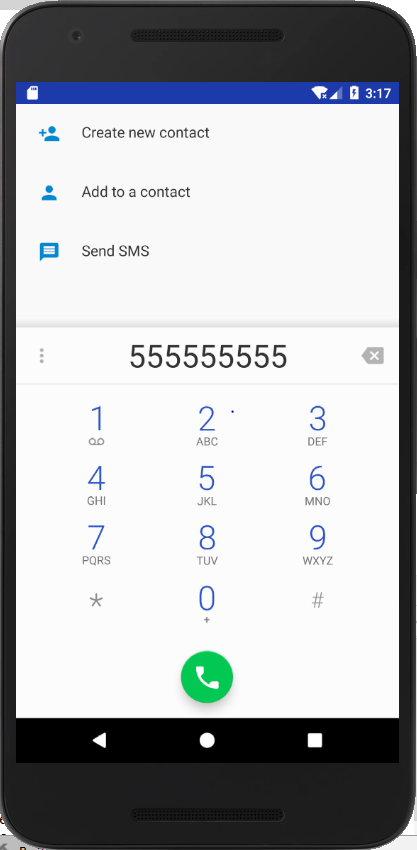 3:17
Create new contact
Add to a contact
Send SMS
555555555
1 2 3
ABC DEF
4 5 6
GHI JKL MNO
7 8 9
PQRS TUV WXYZ
* 0 #
+